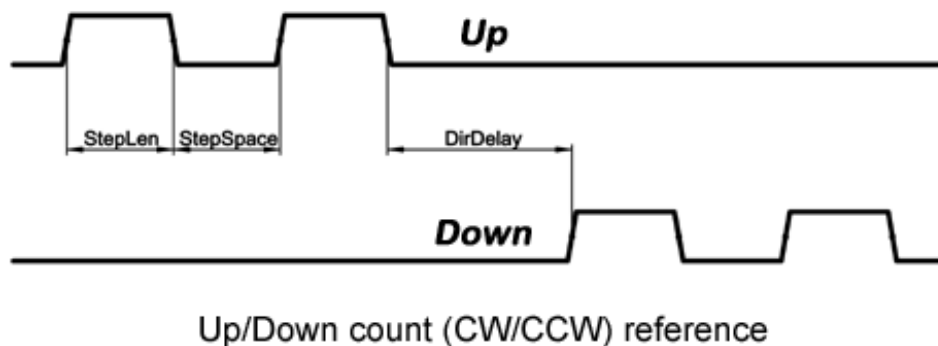 Up
StepLen StepSpace DirDelay
Down
Up/Down count (CW/CCW) reference